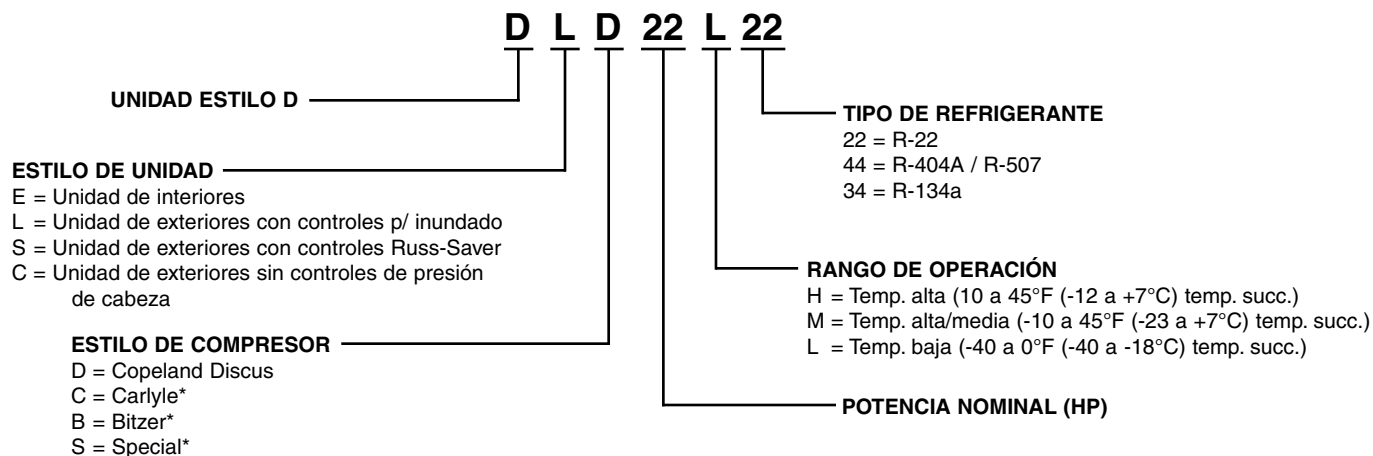 D L D 22 L 22
UNIDAD ESTILO D
ESTILO DE UNIDAD
E = Unidad de interiores
L = Unidad de exteriores con controles p/ inundado
S = Unidad de exteriores con controles Russ-Saver
C = Unidad de exteriores sin controles de presión
de cabeza
ESTILO DE COMPRESOR
D = Copeland Discus
C = Carlyle*
B = Bitzer*
S = Special*
TIPO DE REFRIGERANTE
22 = R-22
44 = R-404A / R-507
34 = R-134a
RANGO DE OPERACIÓN
H = Temp. alta (10 a 45°F (-12 a +7°C) temp. succ.)
M = Temp. alta/media (-10 a 45°F (-23 a +7°C) temp. succ.)
L = Temp. baja (-40 a 0°F (-40 a -18°C) temp. succ.)
POTENCIA NOMINAL (HP)